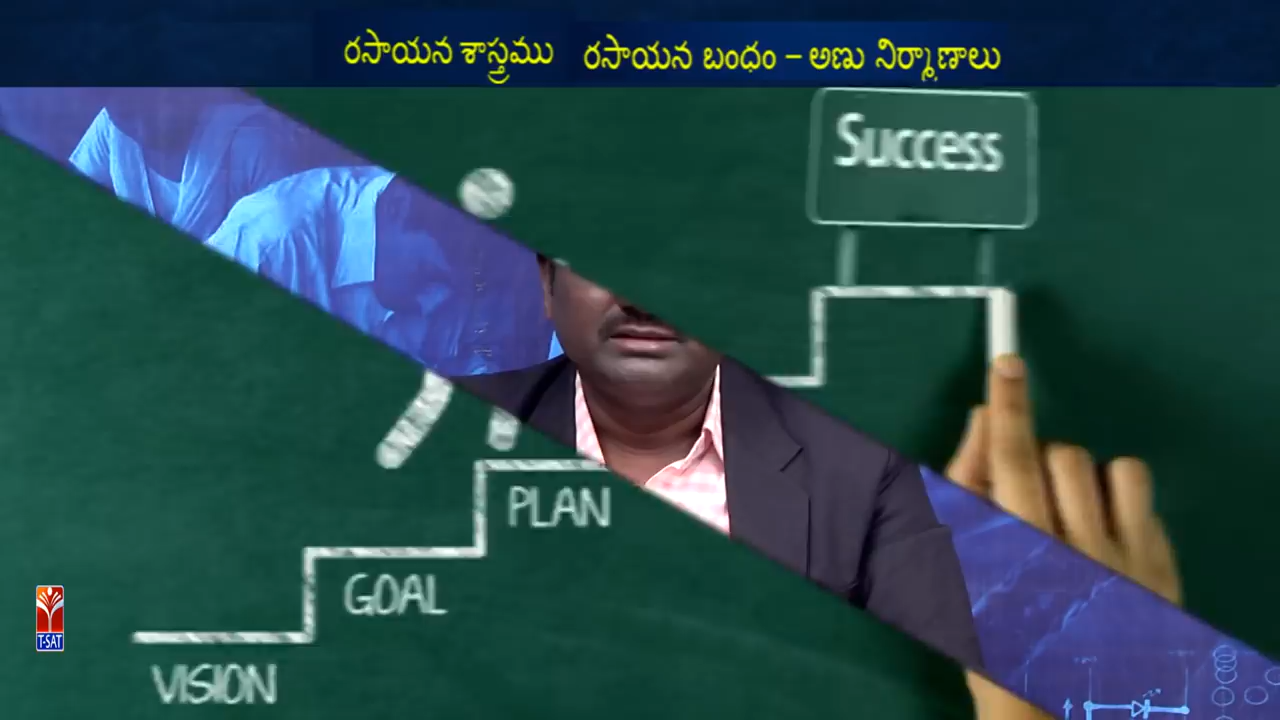 రసాయన శాస్త్రము రసాయన బంధం – అణు నిర్మాణాలు
Success
PLAN
GOAL
VISION
T-SAT